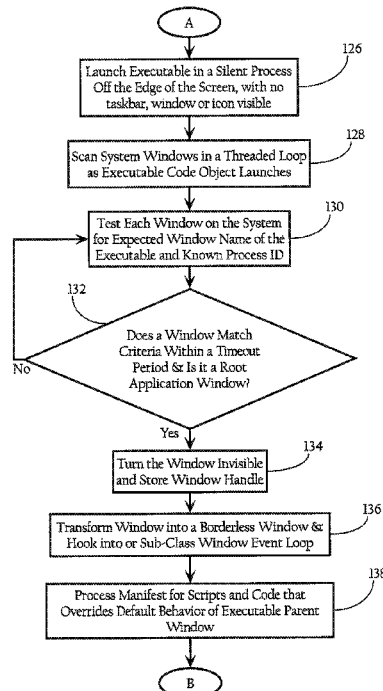 A
Launch Executable in a Silent Process
Off the Edge of the Screen, with no
taskbar, window or icon visible
126
Scan System Windows in a Threaded Loop
as Executable Code Object Launches
128
Test Each Window on the System
for Expected Window Name of the
Executable and Known Process ID
130
132
Does a Window Match
Criteria Within a Timeout
Period & Is it a Root
Application Window?
No
Yes
Turn the Window Invisible
and Store Window Handle
134
Transform Window into a Borderless Window &
Hook into or Sub-Class Window Event Loop
136
Process Manifest for Scripts and Code that
Overrides Default Behavior of Executable Parent
Window
138
B